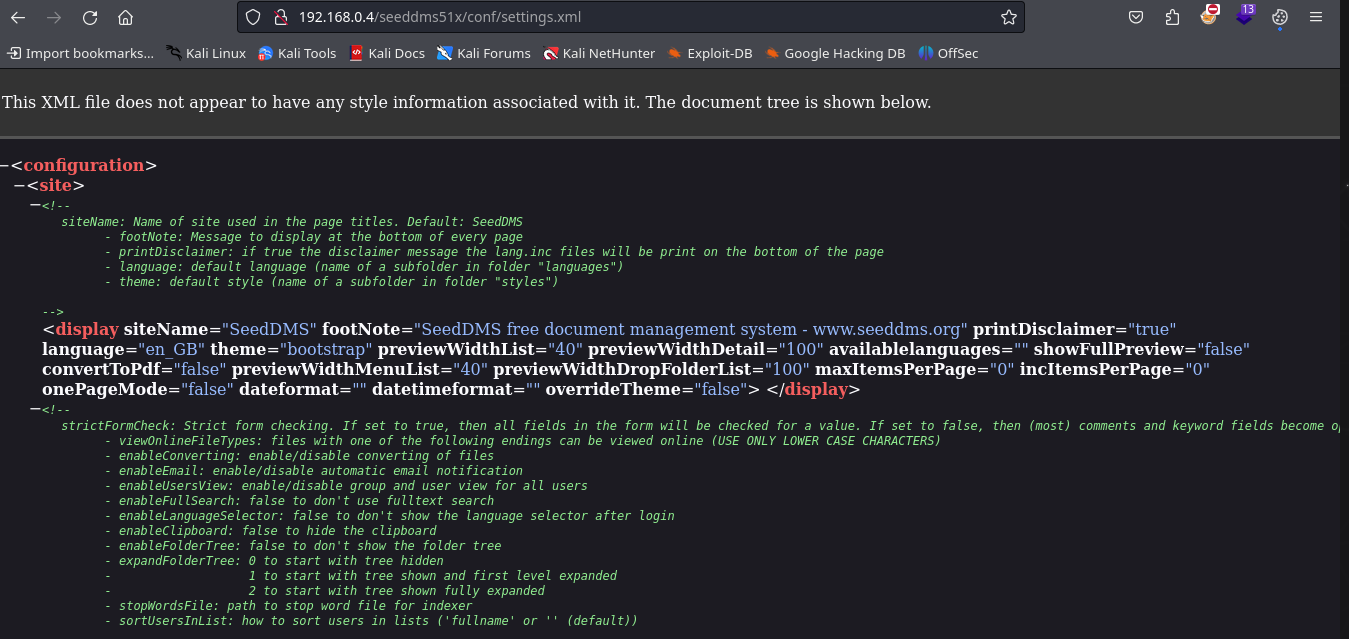 192.168.0.4/seeddms51x/conf/settings.xml
13
Import bookmarks... Kali Linux Kali Tools Kali Docs Kali Forums Kali NetHunter Exploit-DB Google Hacking DB OffSec
This XML file does not appear to have any style information associated with it. The document tree is shown below.
−<configuration>
−<site>
−<!--
siteName: Name of site used in the page titles. Default: SeedDMS
- footNote: Message to display at the bottom of every page
- printDisclaimer: if true the disclaimer message the lang.inc files will be print on the bottom of the page
- language: default language (name of a subfolder in folder "languages")
- theme: default style (name of a subfolder in folder "styles")
-->
<display siteName="SeedDMS" footNote="SeedDMS free document management system - www.seeddms.org" printDisclaimer="true"
language="en_GB" theme="bootstrap" previewWidthList="40" previewWidthDetail="100" availablelanguages="" showFullPreview="false"
convertToPdf="false" previewWidthMenuList="40" previewWidthDropFolderList="100" maxItemsPerPage="0" incItemsPerPage="0"
onePageMode="false" dateformat="" datetimeformat="" overrideTheme="false"> </display>
−<!--
strictFormCheck: Strict form checking. If set to true, then all fields in the form will be checked for a value. If set to false, then (most) comments and keyword fields become
- viewOnlineFileTypes: files with one of the following endings can be viewed online (USE ONLY LOWER CASE CHARACTERS)
- enableConverting: enable/disable converting of files
- enableEmail: enable/disable automatic email notification
- enableUsersView: enable/disable group and user view for all users
- enableFullSearch: false to don't use fulltext search
- enableLanguageSelector: false to don't show the language selector after login
- enableClipboard: false to hide the clipboard
- enableFolderTree: false to don't show the folder tree
- expandFolderTree: 0 to start with tree hidden
- 1 to start with tree shown and first level expanded
- 2 to start with tree shown fully expanded
- stopWordsFile: path to stop word file for indexer
- sortUsersInList: how to sort users in lists ('fullname' or '' (default))